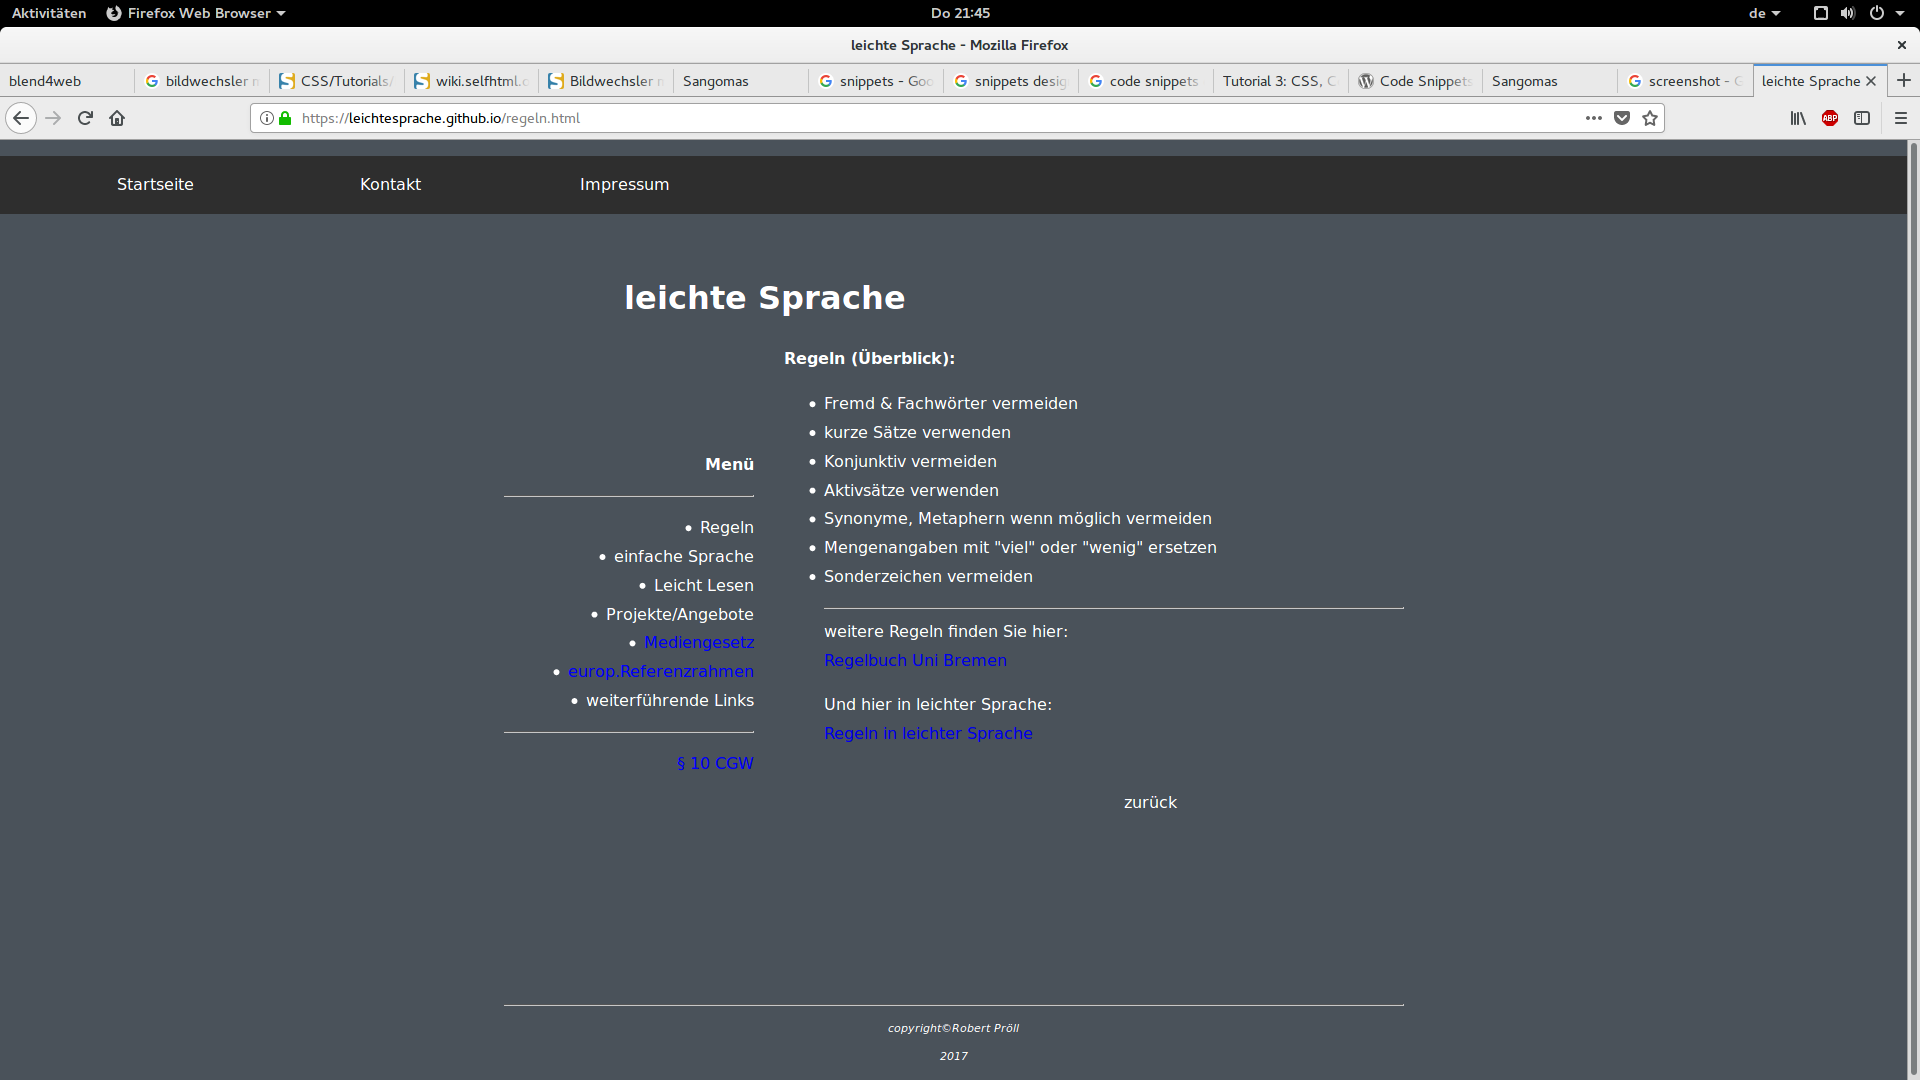 Aktivitäten Firefox Web Browser Do 21:45 de
leichte Sprache - Mozilla Firefox
blend4web bildwechsler CSS/Tutorials/ wiki.selfhtml. Bildwechsler Sangomas snippets - Goo snippets desig code snippets Tutorial 3: CSS, C Code Snippets Sangomas screenshot - G leichte Sprache
https://leichtesprache.github.io/regeln.html ABP
Startseite Kontakt Impressum
leichte Sprache
Regeln (Überblick):
• Fremd & Fachwörter vermeiden
• kurze Sätze verwenden
• Konjunktiv vermeiden
• Aktivsätze verwenden
• Synonyme, Metaphern wenn möglich vermeiden
• Mengenangaben mit "viel" oder "wenig" ersetzen
• Sonderzeichen vermeiden
weitere Regeln finden Sie hier:
Regelbuch Uni Bremen
Und hier in leichter Sprache:
Regeln in leichter Sprache
zurück
Menü
• Regeln
• einfache Sprache
• Leicht Lesen
• Projekte/Angebote
• Mediengesetz
• europ.Referenzrahmen
• weiterführende Links
§ 10 CGW
copyright©Robert Pröll
2017